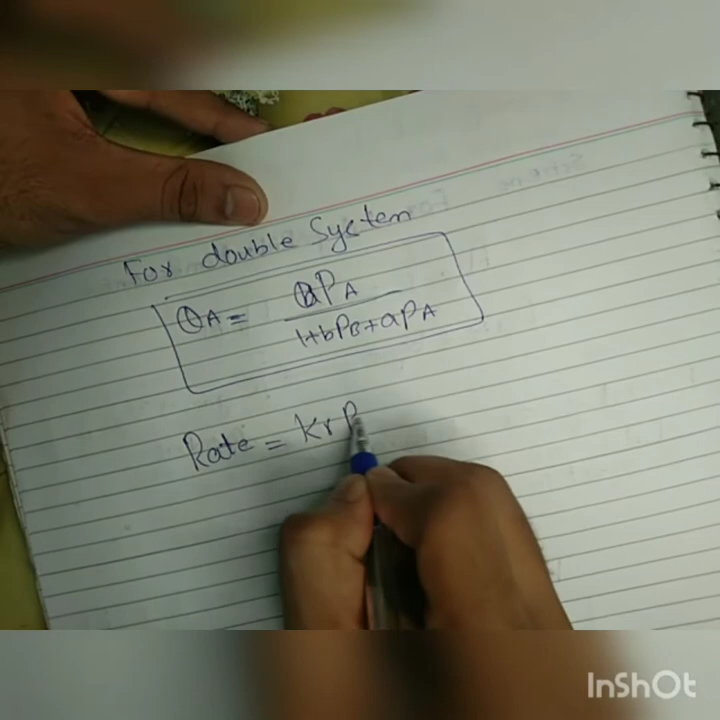 For double System
θA = aPA / 1+bPB+aPA
Rate = Kr P
InShOt